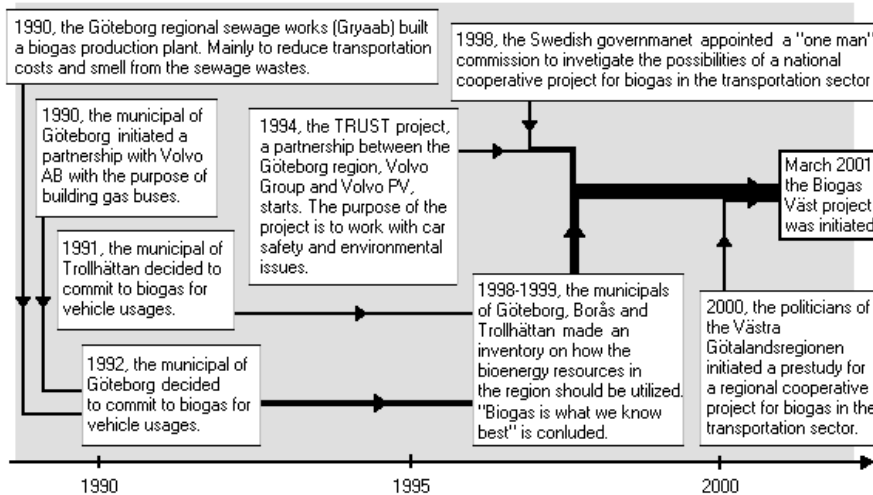 1990, the Göteborg regional sewage works (Gryaab) built
a biogas production plant. Mainly to reduce transportation
costs and smell from the sewage wastes.
1998, the Swedish governmanet appointed a "one man"
commission to invetigate the possibilities of a national
cooperative project for biogas in the transportation sector
1990, the municipal of
Göteborg initiated a
partnership with Volvo
AB with the purpose of
building gas buses.
1994, the TRUST project,
a partnership between the
Göteborg region, Volvo
Group and Volvo PV,
starts. The purpose of the
project is to work with car
safety and environmental
issues.
March 2001
the Biogas
Väst project
was initiated
1991, the municipal of
Trollhättan decided to
commit to biogas for
vehicle usages.
1998-1999, the municipals
of Göteborg, Borås and
Trollhättan made an
inventory on how the
bioenergy resources in
the region should be utilized.
"Biogas is what we know
best" is conluded.
2000, the politicians of
the Västra
Götalandsregionen
initiated a prestudy for
a regional cooperative
project for biogas in the
transportation sector.
1992, the municipal of
Göteborg decided
to commit to biogas for
vehicle usages.
1990
1995
2000